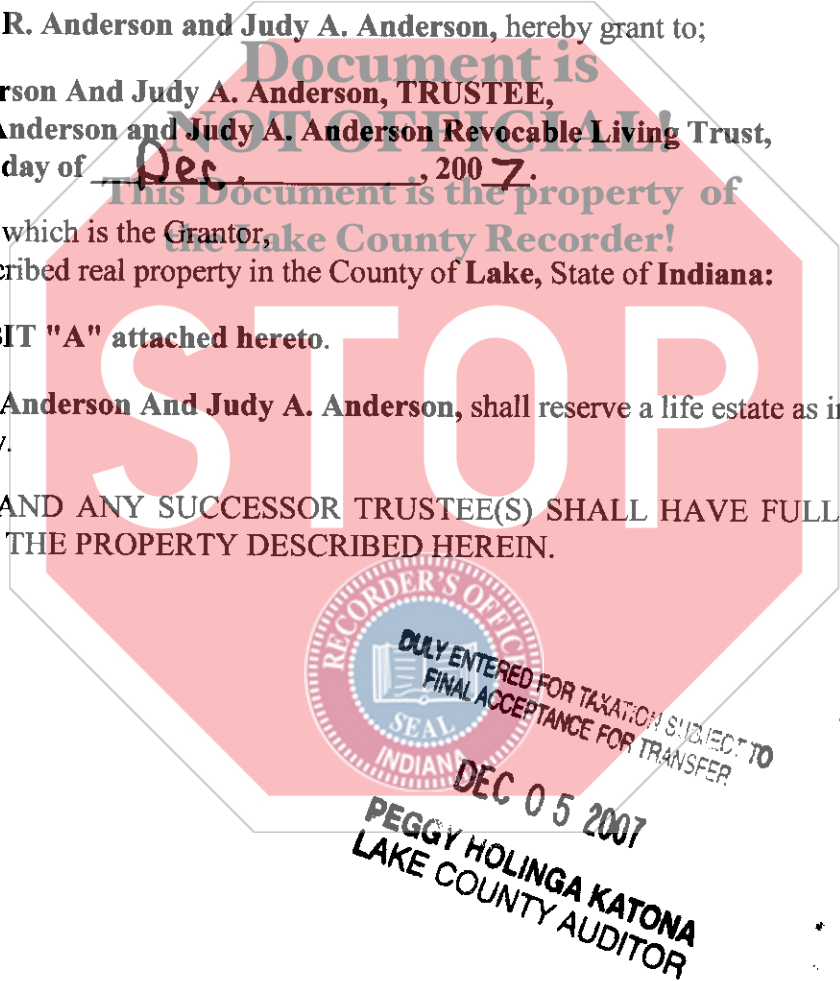 R. Anderson and Judy A. Anderson, hereby grant to;
Document is
rson And Judy A. Anderson, TRUSTEE,
Anderson and Judy A. Anderson Revocable Living Trust,
NOT OFFICIAL!
day of Dec. , 2007.
This Document is the property of
which is the Grantor,
the Lake County Recorder!
cribed real property in the County of Lake, State of Indiana:
BIT "A" attached hereto.
STOP
Anderson And Judy A. Anderson, shall reserve a life estate as i
y.
AND ANY SUCCESSOR TRUSTEE(S) SHALL HAVE FULL
THE PROPERTY DESCRIBED HEREIN.
RECORDER'S OFFICE
SEAL
INDIANA
DULY ENTERED FOR TAXATION SUBJECT TO
FINAL ACCEPTANCE FOR TRANSFER
DEC 05 2007
PEGGY HOLINGA KATONA
LAKE COUNTY AUDITOR